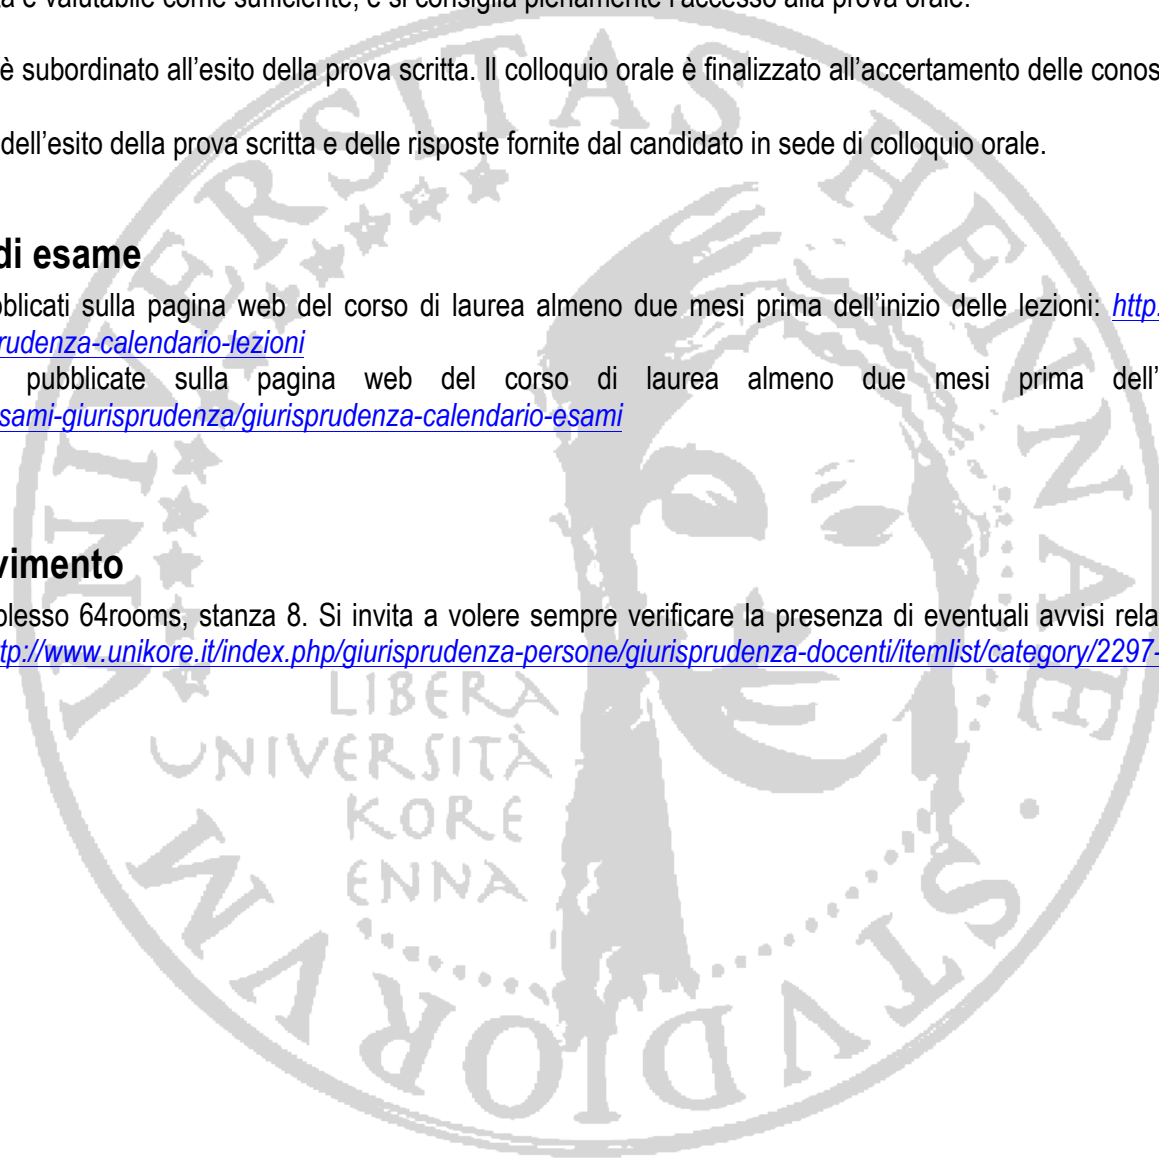 è valutabile come sufficiente, e si consiglia pienamente l'accesso alla prova orale.
è subordinato all'esito della prova scritta. Il colloquio orale è finalizzato all'accertamento delle conos
dell'esito della prova scritta e delle risposte fornite dal candidato in sede di colloquio orale.
di esame
bblicati sulla pagina web del corso di laurea almeno due mesi prima dell'inizio delle lezioni: http:
rudenza-calendario-lezioni
pubblicate sulla pagina web del corso di laurea almeno due mesi prima dell'
sami-giurisprudenza/giurisprudenza-calendario-esami
vimento
plesso 64rooms, stanza 8. Si invita a volere sempre verificare la presenza di eventuali avvisi rela
tp://www.unikore.it/index.php/giurisprudenza-persone/giurisprudenza-docenti/itemlist/category/2297-
VNIVERSITAS HENNAE STVDIORVM
LIBERA
UNIVERSITÀ
KORE
ENNA